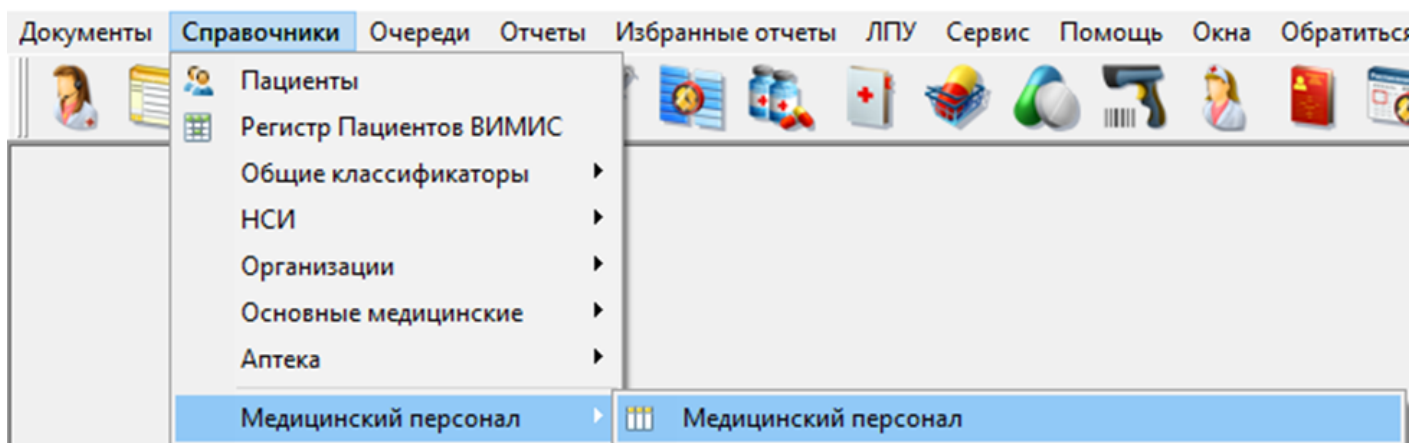 Документы Справочники Очереди Отчеты Избранные отчеты ЛПУ Сервис Помощь Окна Обратиться
Пациенты
Регистр Пациентов ВИМИС
Общие классификаторы
НСИ
Организации
Основные медицинские
Аптека
Медицинский персонал Медицинский персонал